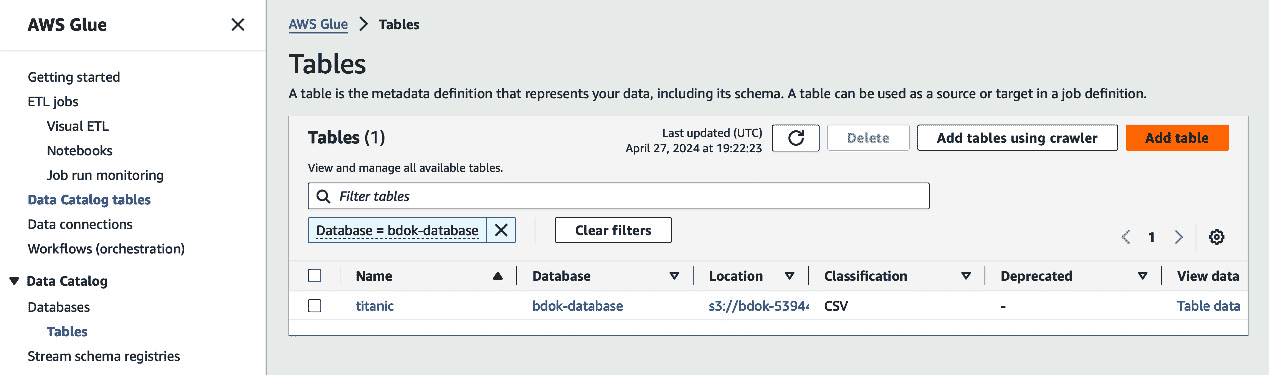 AWS Glue
Getting started
ETL jobs
Visual ETL
Notebooks
Job run monitoring
Data Catalog tables
Data connections
Workflows (orchestration)
Data Catalog
Databases
Tables
Stream schema registries
AWS Glue > Tables
Tables
A table is the metadata definition that represents your data, including its schema. A table can be used as a source or target in a job definition.
Tables (1)
Last updated (UTC)
April 27, 2024 at 19:22:23
Delete
Add tables using crawler
Add table
View and manage all available tables.
Filter tables
Database = bdok-database
Clear filters
1
Name Database Location Classification Deprecated View data
titanic bdok-database s3://bdok-53944 CSV - Table data